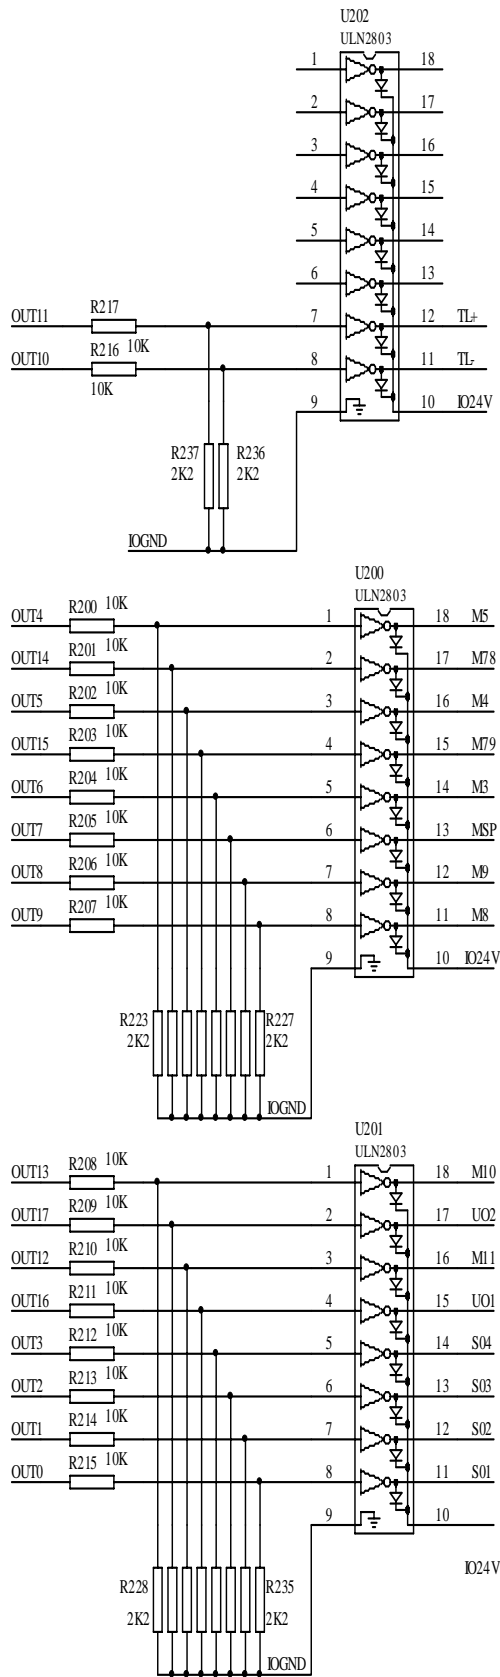 U202
ULN2803
1 18
2 17
3 16
4 15
5 14
6 13
OUT11 R217 10K 7 12 TL+
OUT10 R216 10K 8 11 TL-
9 10 IO24V
R237 R236
2K2 2K2
IOGND
U200
ULN2803
OUT4 R200 10K 1 18 M5
OUT14 R201 10K 2 17 M78
OUT5 R202 10K 3 16 M4
OUT15 R203 10K 4 15 M79
OUT6 R204 10K 5 14 M3
OUT7 R205 10K 6 13 MSP
OUT8 R206 10K 7 12 M9
OUT9 R207 10K 8 11 M8
9 10 IO24V
R223 R227
2K2 2K2
IOGND
U201
ULN2803
OUT13 R208 10K 1 18 M10
OUT17 R209 10K 2 17 UO2
OUT12 R210 10K 3 16 M11
OUT16 R211 10K 4 15 UO1
OUT3 R212 10K 5 14 S04
OUT2 R213 10K 6 13 S03
OUT1 R214 10K 7 12 S02
OUT0 R215 10K 8 11 S01
9 10
IO24V
R228 R235
2K2 2K2
IOGND